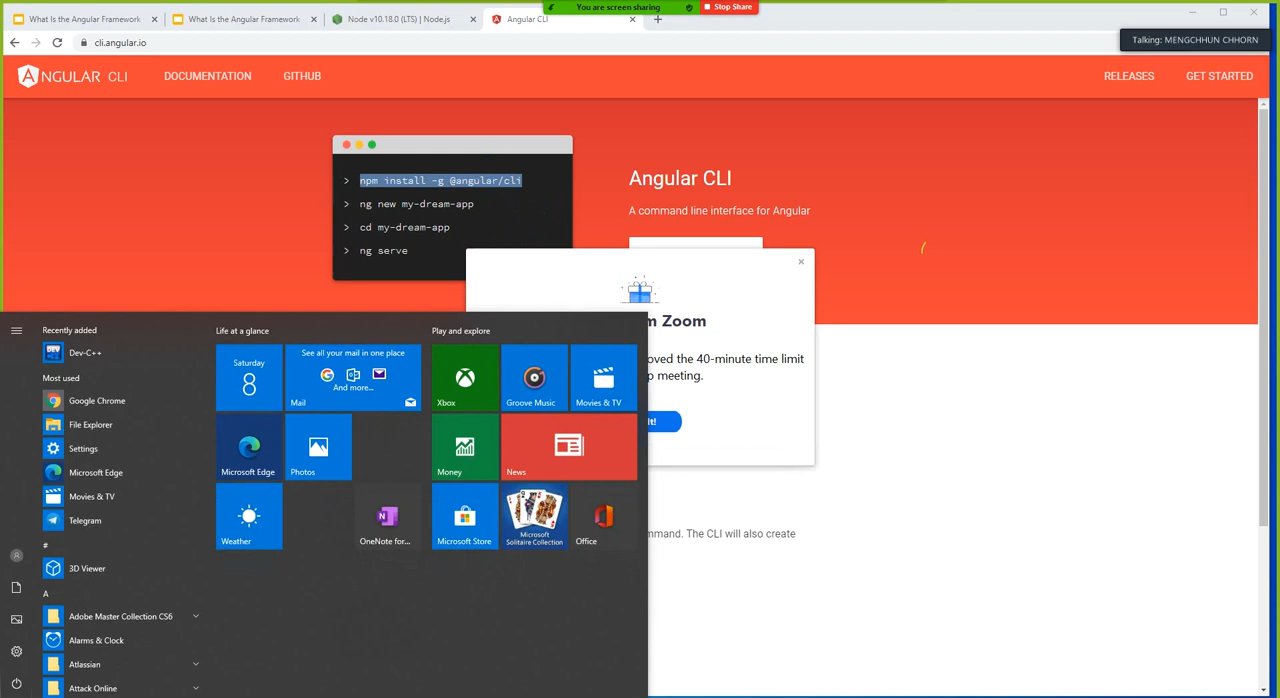 You are screen sharing
Stop Share
What Is the Angular Framework
What Is the Angular Framework
Node v10.18.0 (LTS) | Node.js
Angular CLI
cli.angular.io
Talking: MENGCHHUN CHHORN
NGULAR CLI
DOCUMENTATION
GITHUB
RELEASES
GET STARTED
> npm install -g @angular/cli
> ng new my-dream-app
> cd my-dream-app
> ng serve
Angular CLI
A command line interface for Angular
m Zoom
oved the 40-minute time limit
p meeting.
t!
mmand. The CLI will also create
Recently added
Dev-C++
Most used
Google Chrome
File Explorer
Settings
Microsoft Edge
Movies & TV
Telegram
#
3D Viewer
A
Adobe Master Collection CS6
Alarms & Clock
Atlassian
Attack Online
Life at a glance
Saturday
8
See all your mail in one place
And more...
Mail
Microsoft Edge
Photos
Weather
OneNote for...
Play and explore
Xbox
Groove Music
Movies & TV
Money
News
Microsoft Store
Microsoft
Solitaire Collection
Office